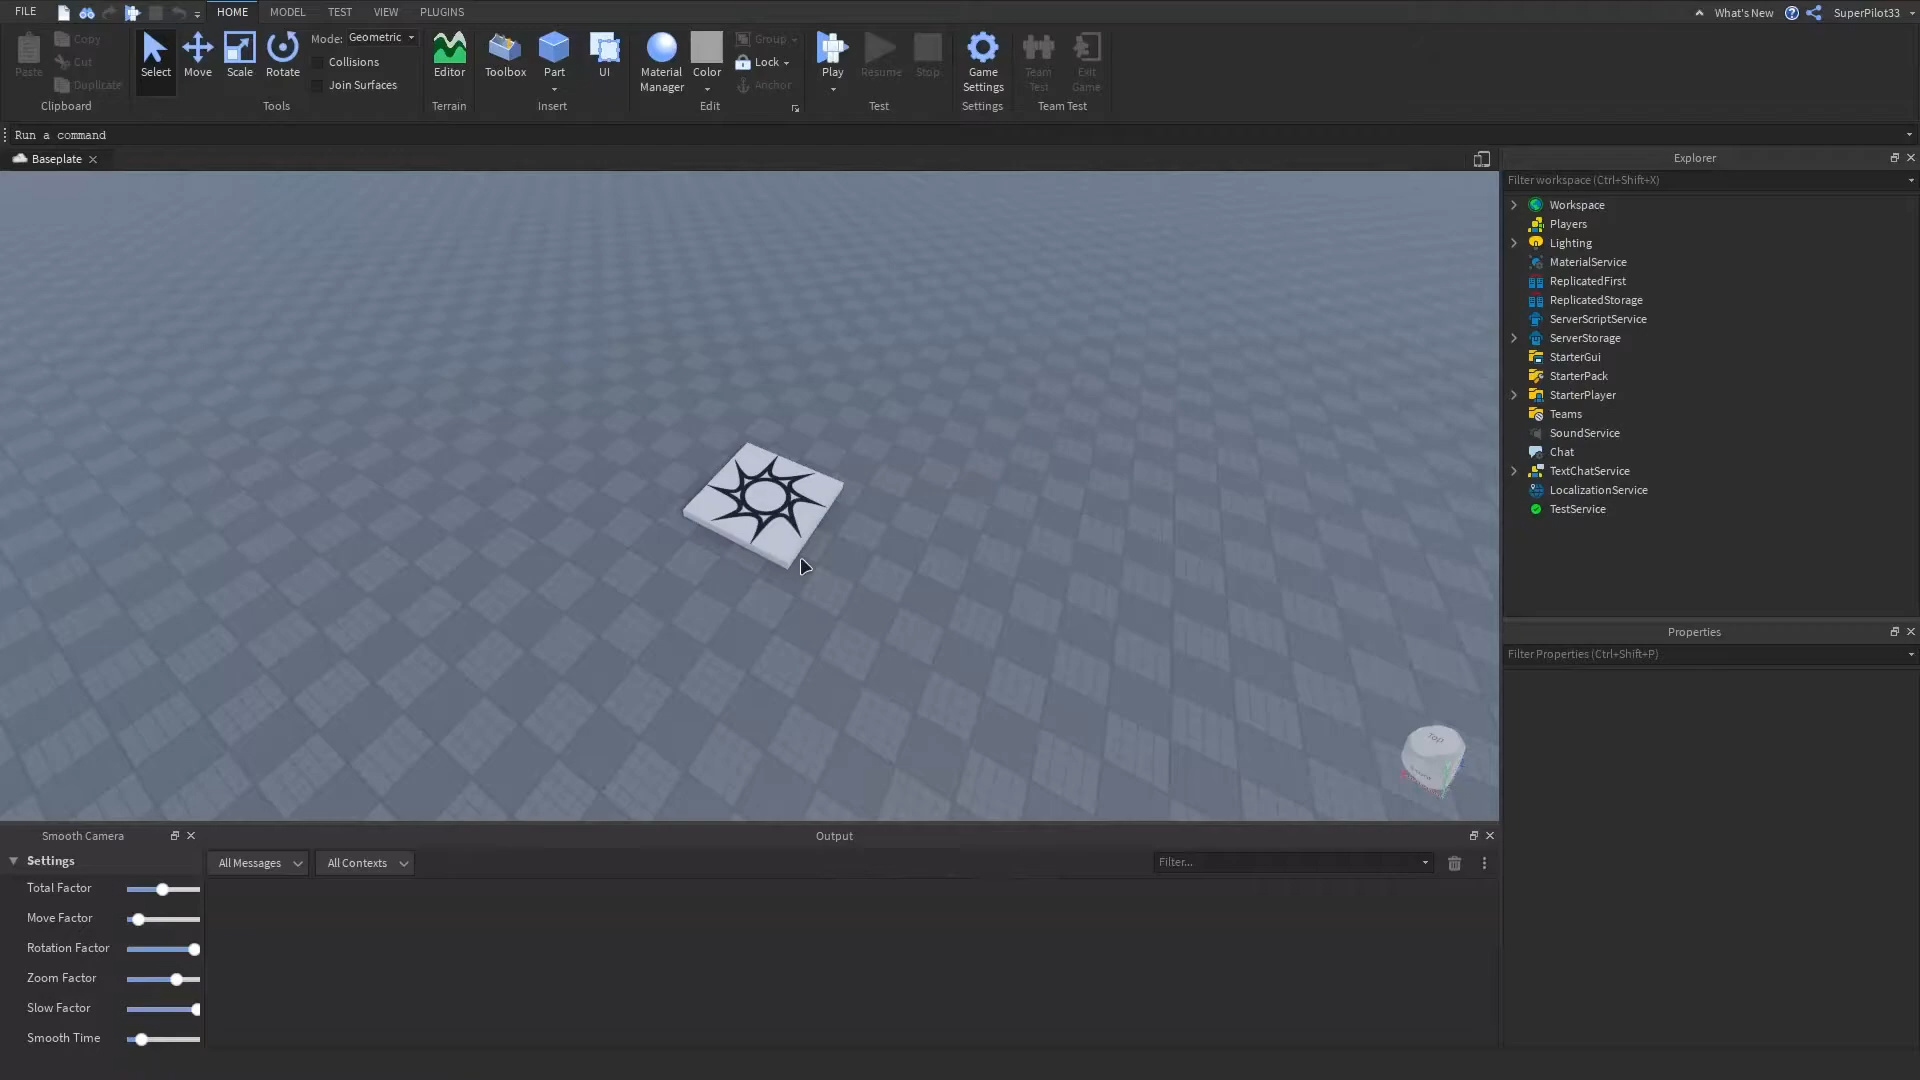 FILE HOME MODEL TEST VIEW PLUGINS What's New SuperPilot33
Paste Copy Cut Duplicate Clipboard
Select Move Scale Rotate Mode: Geometric Collisions Join Surfaces Tools
Editor Terrain
Toolbox Part UI Insert
Material Manager Color Group Lock Anchor Edit
Play Resume Stop Test
Game Settings Settings
Team Test Exit Game Team Test
Run a command
Baseplate
Explorer
Filter workspace (Ctrl+Shift+X)
Workspace
Players
Lighting
MaterialService
ReplicatedFirst
ReplicatedStorage
ServerScriptService
ServerStorage
StarterGui
StarterPack
StarterPlayer
Teams
SoundService
Chat
TextChatService
LocalizationService
TestService
Properties
Filter Properties (Ctrl+Shift+P)
Top
Smooth Camera
Settings
Total Factor
Move Factor
Rotation Factor
Zoom Factor
Slow Factor
Smooth Time
Output
All Messages All Contexts Filter...